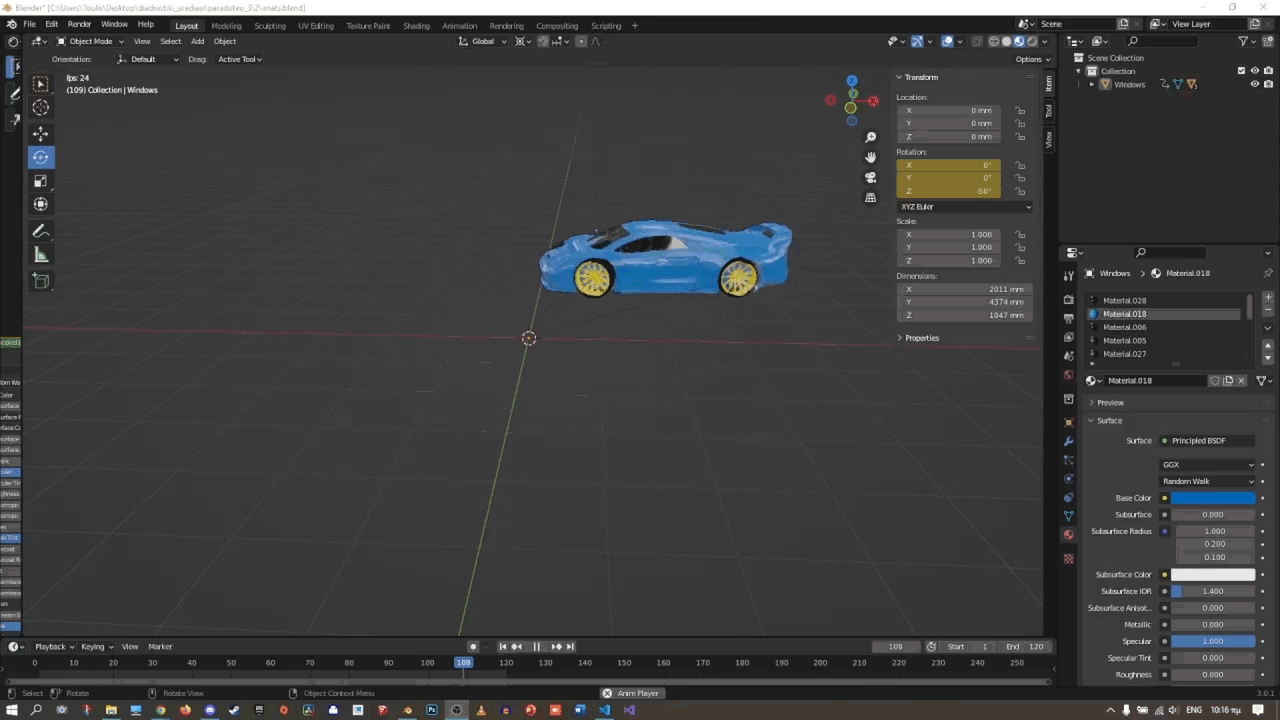 Blender* [C:\Users\Toulis\Desktop\diadrastiki_sxediasi\paradoteo_3\2\mats.blend]
File Edit Render Window Help Layout Modeling Sculpting UV Editing Texture Paint Shading Animation Rendering Compositing Scripting + Scene View Layer
Object Mode View Select Add Object Global
Orientation: Default Drag: Active Tool Options
fps: 24
(109) Collection | Windows
Transform
Location:
X 0 mm
Y 0 mm
Z 0 mm
Rotation:
X 0°
Y 0°
Z -50°
XYZ Euler
Scale:
X 1.000
Y 1.000
Z 1.000
Dimensions:
X 2011 mm
Y 4374 mm
Z 1047 mm
Properties
Item
Tool
View
Scene Collection
Collection
Windows
Windows > Material.018
Material.028
Material.018
Material.006
Material.005
Material.027
Material.018
Preview
Surface
Surface Principled BSDF
GGX
Random Walk
Base Color
Subsurface 0.000
Subsurface Radius 1.000
0.200
0.100
Subsurface Color
Subsurface IOR 1.400
Subsurface Anisot... 0.000
Metallic 0.000
Specular 1.000
Specular Tint 0.000
Roughness 0.000
Playback Keying View Marker 109 Start 1 End 120
0 10 20 30 40 50 60 70 80 90 100 109 120 130 140 150 160 170 180 190 200 210 220 230 240 250
Select Rotate Rotate View Object Context Menu Anim Player 3.0.1
ΕΝΓ 10:16 πμ